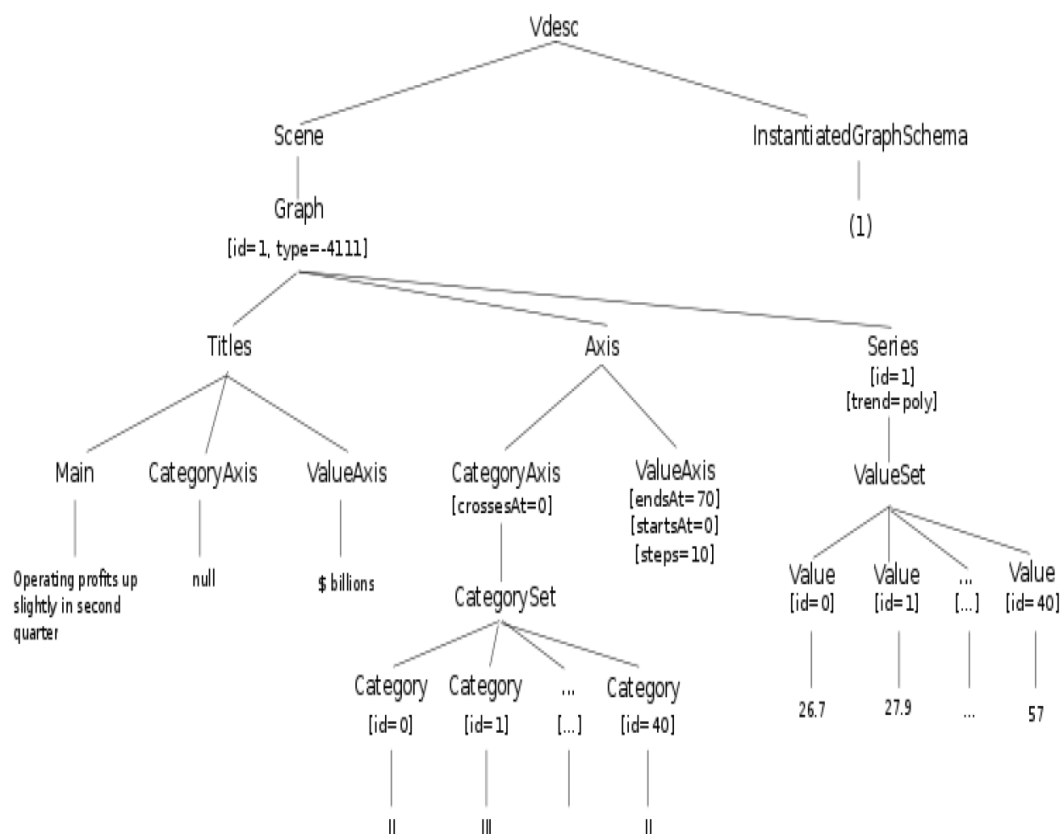 Vdesc
Scene
InstantiatedGraphSchema
Graph
[id=1, type=-4111]
(1)
Titles
Axis
Series
[id=1]
[trend=poly]
Main
CategoryAxis
ValueAxis
CategoryAxis
[crossesAt=0]
ValueAxis
[endsAt=70]
[startsAt=0]
[steps=10]
ValueSet
Operating profits up
slightly in second
quarter
null
$ billions
CategorySet
Value
[id=0]
Value
[id=1]
...
[...]
Value
[id=40]
Category
[id=0]
Category
[id=1]
...
[...]
Category
[id=40]
26.7
27.9
...
57
II
III
II